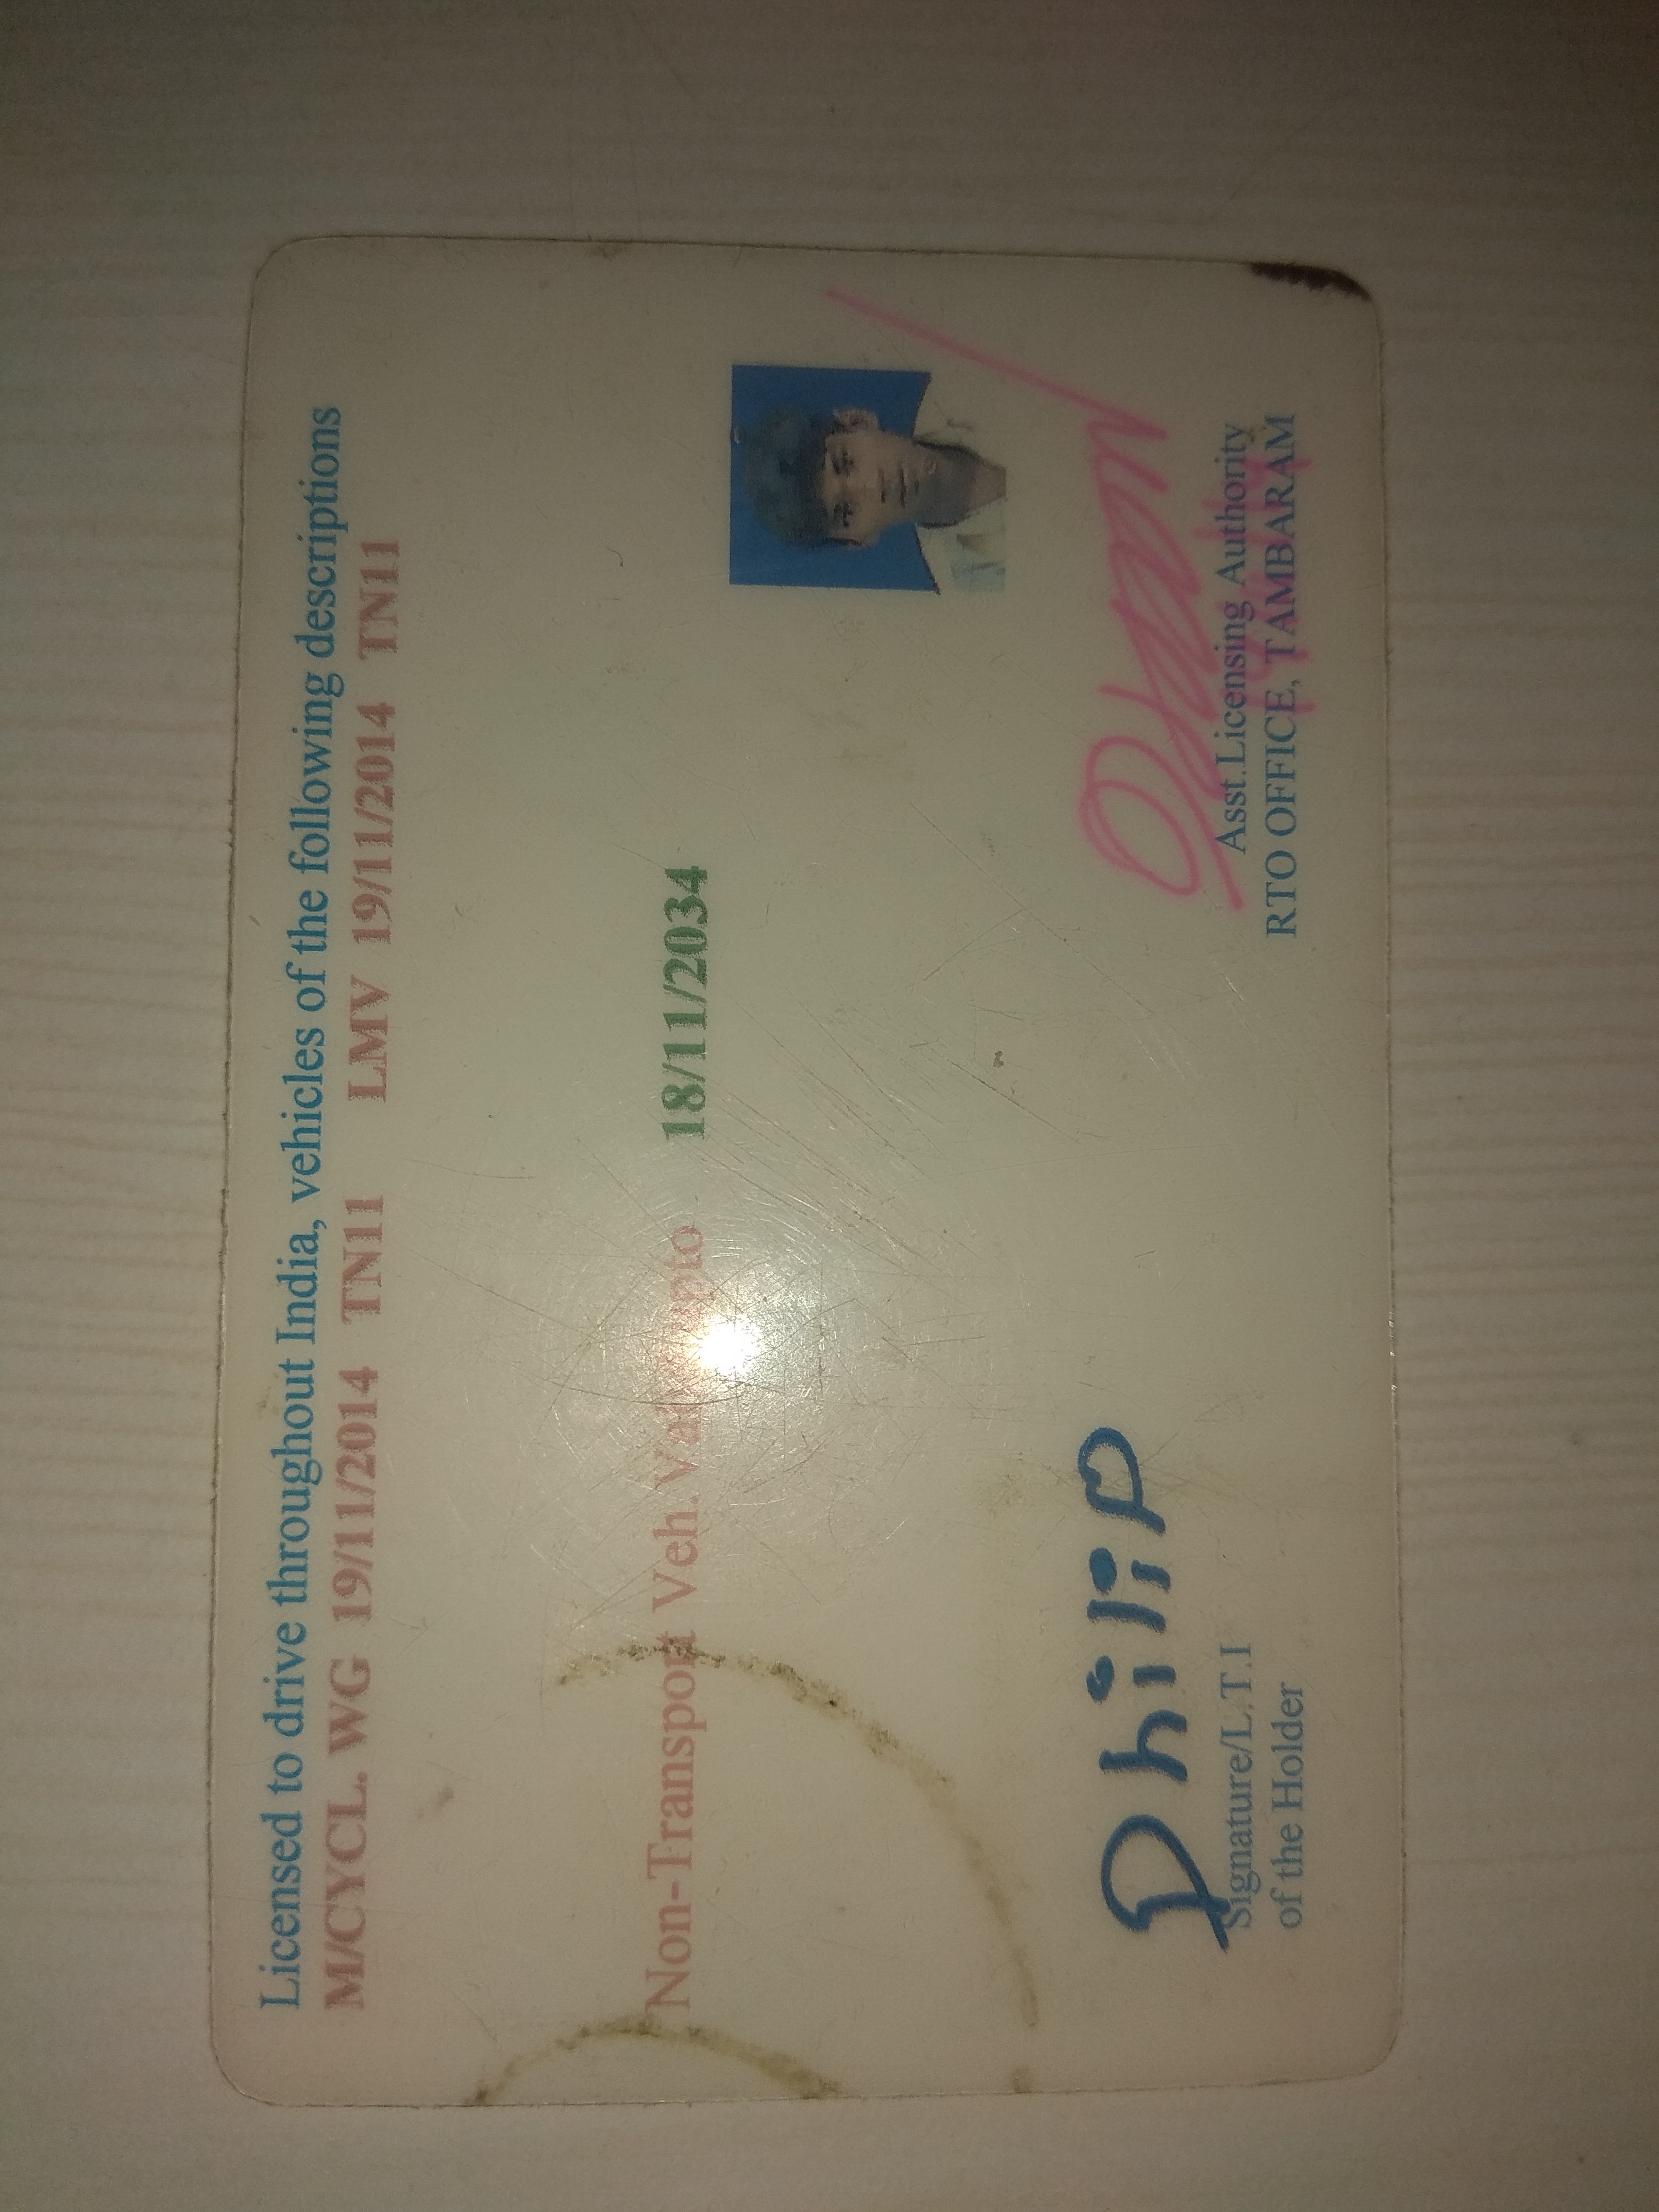 Licensed to drive throughout India, vehicles of the following descriptions
M/CYCL. WG 19/11/2014 TN11 LMV 19/11/2014 TN11
Non-Transport Veh. upto 18/11/2034
Dhilip
Signature/L.T.I
of the Holder
Asst.Licensing Authority
RTO OFFICE, TAMBARAM